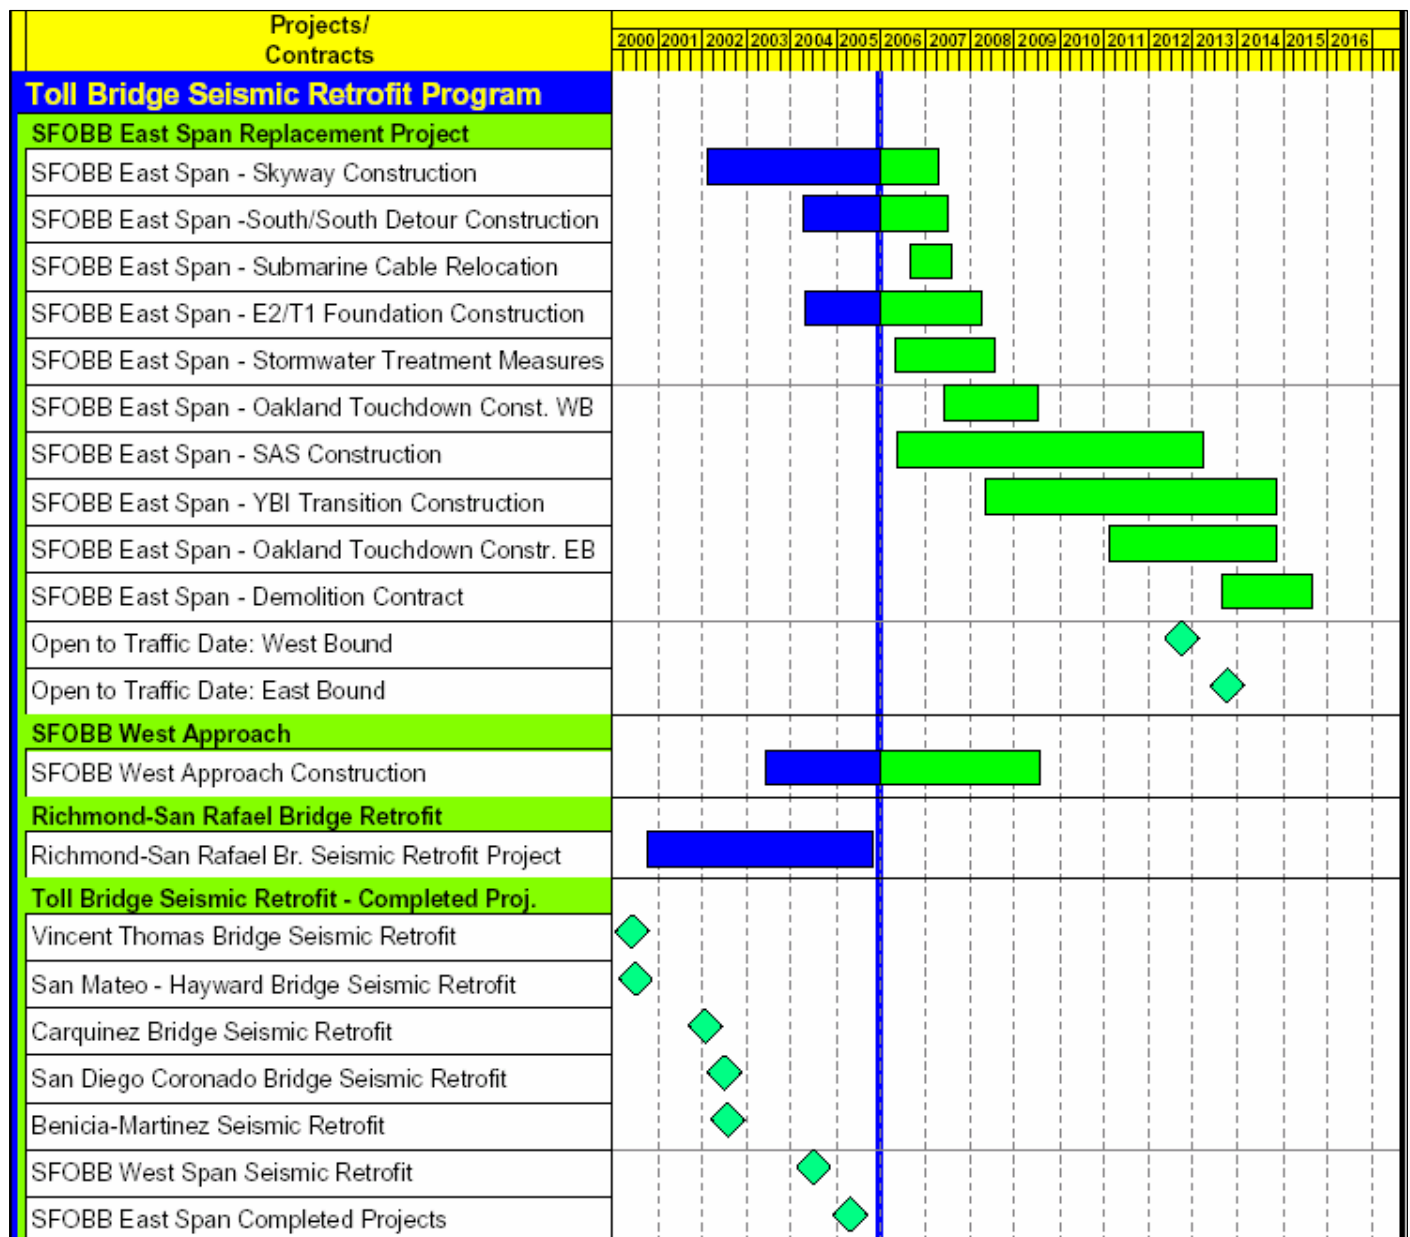 Projects/
Contracts
2000 2001 2002 2003 2004 2005 2006 2007 2008 2009 2010 2011 2012 2013 2014 2015 2016
Toll Bridge Seismic Retrofit Program
SFOBB East Span Replacement Project
SFOBB East Span - Skyway Construction
SFOBB East Span -South/South Detour Construction
SFOBB East Span - Submarine Cable Relocation
SFOBB East Span - E2/T1 Foundation Construction
SFOBB East Span - Stormwater Treatment Measures
SFOBB East Span - Oakland Touchdown Const. WB
SFOBB East Span - SAS Construction
SFOBB East Span - YBI Transition Construction
SFOBB East Span - Oakland Touchdown Constr. EB
SFOBB East Span - Demolition Contract
Open to Traffic Date: West Bound
Open to Traffic Date: East Bound
SFOBB West Approach
SFOBB West Approach Construction
Richmond-San Rafael Bridge Retrofit
Richmond-San Rafael Br. Seismic Retrofit Project
Toll Bridge Seismic Retrofit - Completed Proj.
Vincent Thomas Bridge Seismic Retrofit
San Mateo - Hayward Bridge Seismic Retrofit
Carquinez Bridge Seismic Retrofit
San Diego Coronado Bridge Seismic Retrofit
Benicia-Martinez Seismic Retrofit
SFOBB West Span Seismic Retrofit
SFOBB East Span Completed Projects